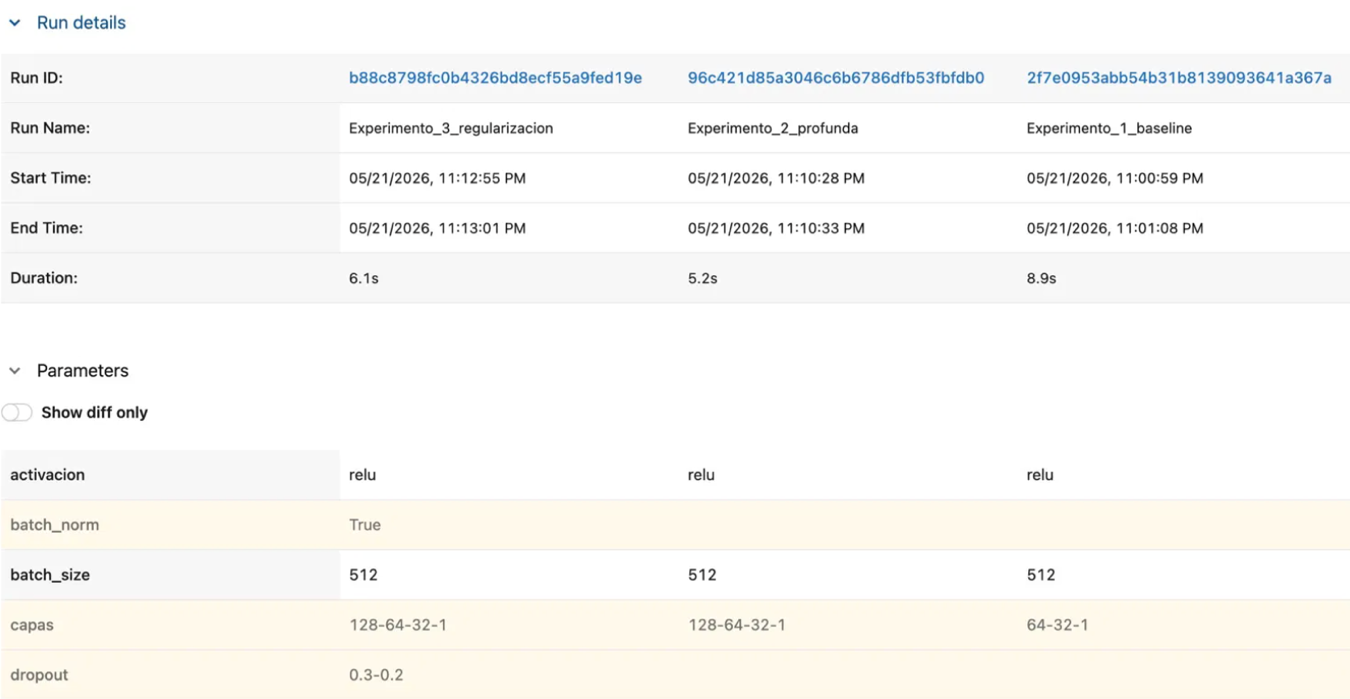 Run details
Run ID: b88c8798fc0b4326bd8ecf55a9fed19e 96c421d85a3046c6b6786dfb53fbfdb0 2f7e0953abb54b31b8139093641a367a
Run Name: Experimento_3_regularizacion Experimento_2_profunda Experimento_1_baseline
Start Time: 05/21/2026, 11:12:55 PM 05/21/2026, 11:10:28 PM 05/21/2026, 11:00:59 PM
End Time: 05/21/2026, 11:13:01 PM 05/21/2026, 11:10:33 PM 05/21/2026, 11:01:08 PM
Duration: 6.1s 5.2s 8.9s
Parameters
Show diff only
activacion relu relu relu
batch_norm True
batch_size 512 512 512
capas 128-64-32-1 128-64-32-1 64-32-1
dropout 0.3-0.2